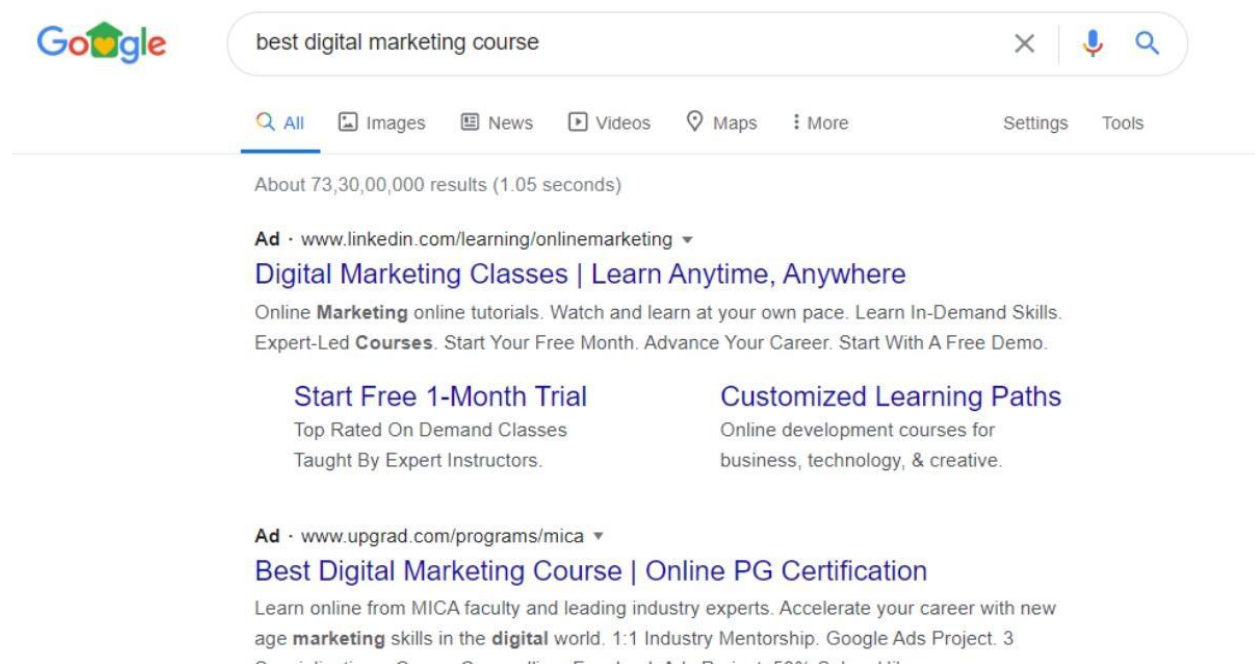 Google
best digital marketing course
All Images News Videos Maps More Settings Tools
About 73,30,00,000 results (1.05 seconds)
Ad · www.linkedin.com/learning/onlinemarketing
Digital Marketing Classes | Learn Anytime, Anywhere
Online Marketing online tutorials. Watch and learn at your own pace. Learn In-Demand Skills.
Expert-Led Courses. Start Your Free Month. Advance Your Career. Start With A Free Demo.
Start Free 1-Month Trial
Top Rated On Demand Classes
Taught By Expert Instructors.
Customized Learning Paths
Online development courses for
business, technology, & creative.
Ad · www.upgrad.com/programs/mica
Best Digital Marketing Course | Online PG Certification
Learn online from MICA faculty and leading industry experts. Accelerate your career with new
age marketing skills in the digital world. 1:1 Industry Mentorship. Google Ads Project. 3